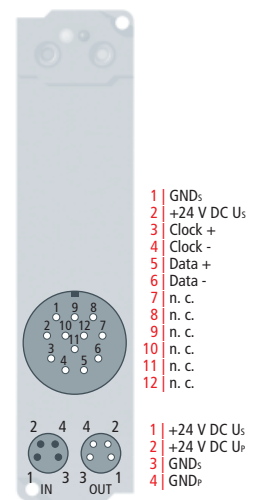 1 | GNDS
2 | +24 V DC US
3 | Clock +
4 | Clock -
5 | Data +
6 | Data -
7 | n. c.
8 | n. c.
9 | n. c.
10 | n. c.
11 | n. c.
12 | n. c.
1 9 8
2 10 12 7
11
3 6
4 5
1 | +24 V DC US
2 | +24 V DC UP
3 | GNDS
4 | GNDP
2 4 4 2
1 3 3 1
IN OUT